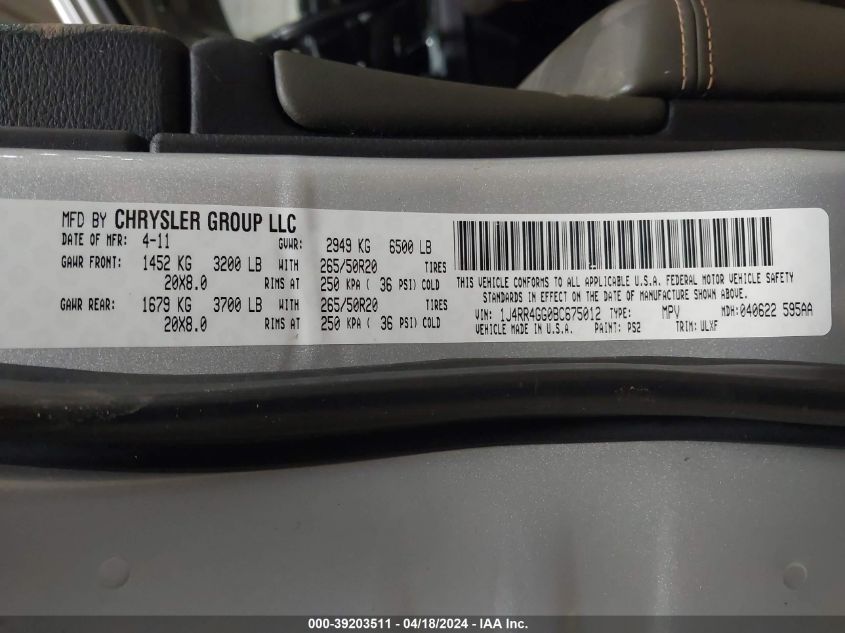 MFD BY CHRYSLER GROUP LLC
DATE OF MFR: 4-11 GVWR: 2949 KG 6500 LB
GAWR FRONT: 1452 KG 3200 LB WITH 265/50R20 TIRES
20X8.0 RIMS AT 250 KPA ( 36 PSI) COLD
GAWR REAR: 1679 KG 3700 LB WITH 265/50R20 TIRES
20X8.0 RIMS AT 250 KPA ( 36 PSI) COLD
THIS VEHICLE CONFORMS TO ALL APPLICABLE U.S.A. FEDERAL MOTOR VEHICLE SAFETY
STANDARDS IN EFFECT ON THE DATE OF MANUFACTURE SHOWN ABOVE.
VIN: 1J4RR4GG0BC675012 TYPE: MPV MDH:040622 595AA
VEHICLE MADE IN U.S.A. PAINT: PS2 TRIM: ULXF
000-39203511 - 04/18/2024 - IAA Inc.